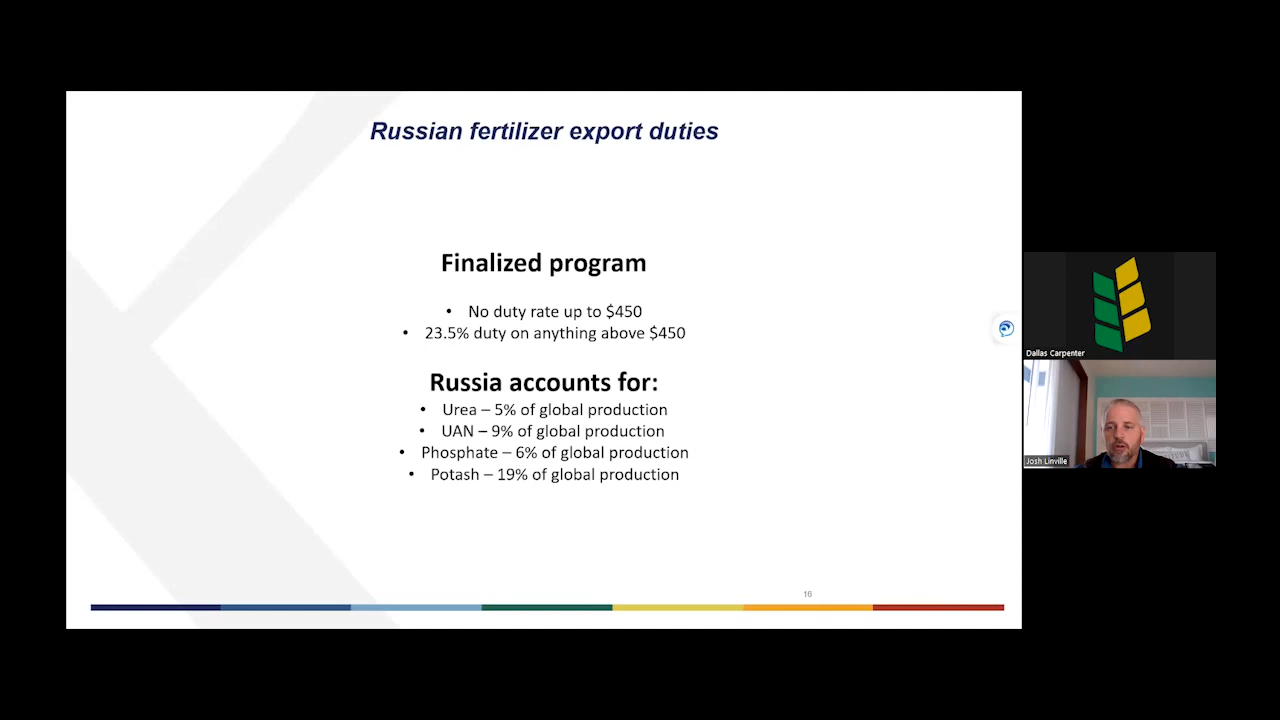 Russian fertilizer export duties
Finalized program
• No duty rate up to $450
• 23.5% duty on anything above $450
Russia accounts for:
• Urea – 5% of global production
• UAN – 9% of global production
• Phosphate – 6% of global production
• Potash – 19% of global production
16
Dallas Carpenter
Josh Linville